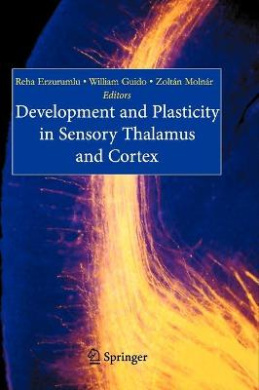 Reha Erzurumlu • William Guido • Zoltán Molnár
Editors
Development and Plasticity
in Sensory Thalamus
and Cortex
Springer